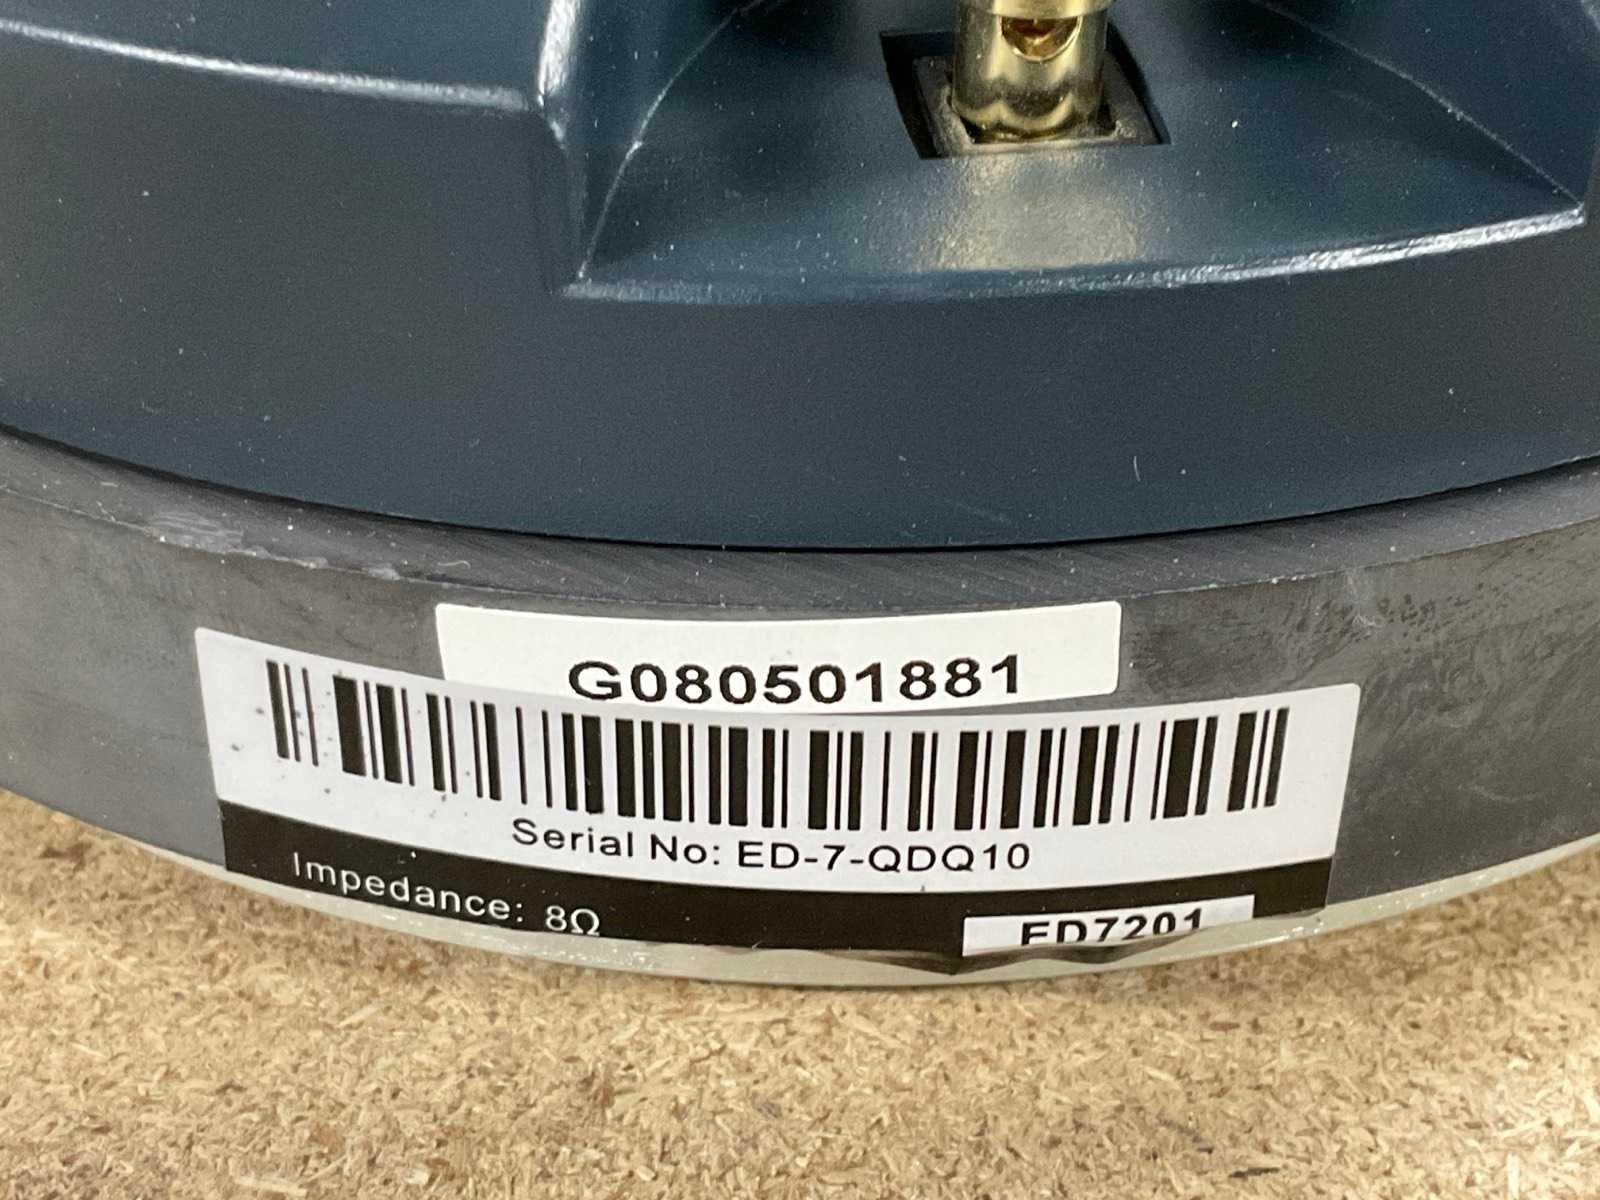 G080501881
Serial No: ED-7-QDQ10
Impedance: 8Ω
ED7201